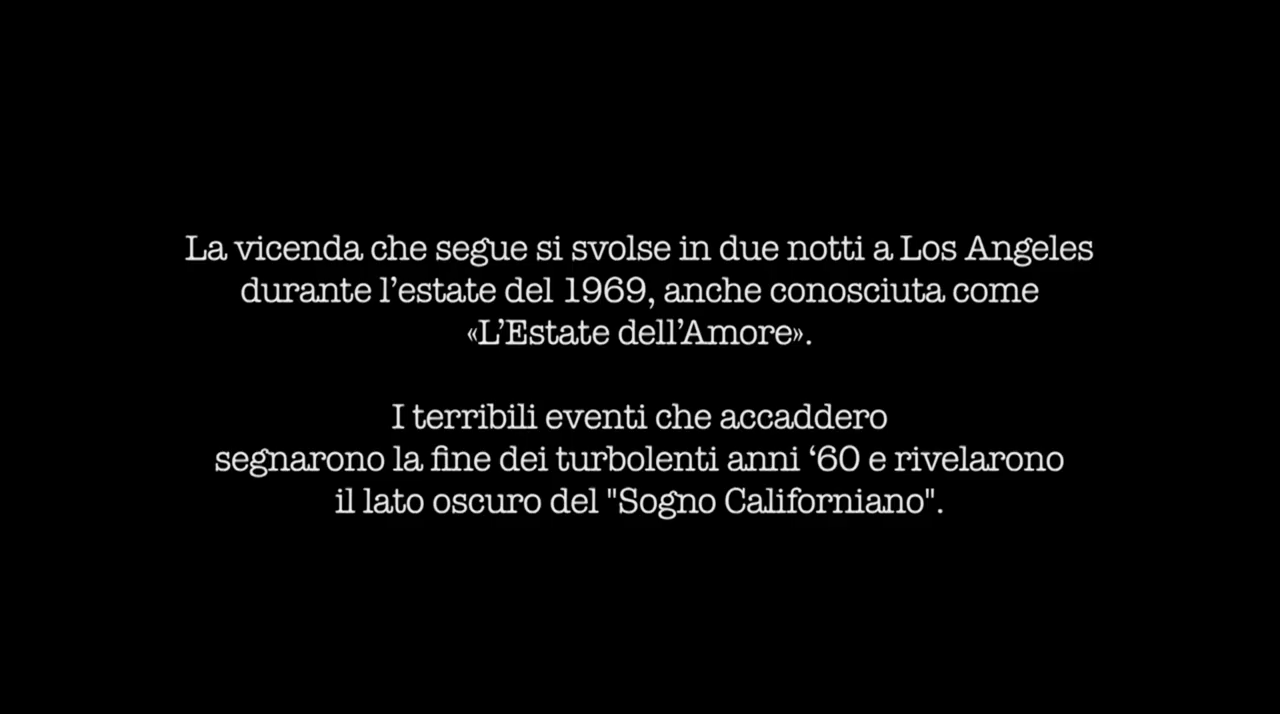 La vicenda che segue si svolse in due notti a Los Angeles
durante l’estate del 1969, anche conosciuta come
«L’Estate dell’Amore».
I terribili eventi che accaddero
segnarono la fine dei turbolenti anni ‘60 e rivelarono
il lato oscuro del "Sogno Californiano".